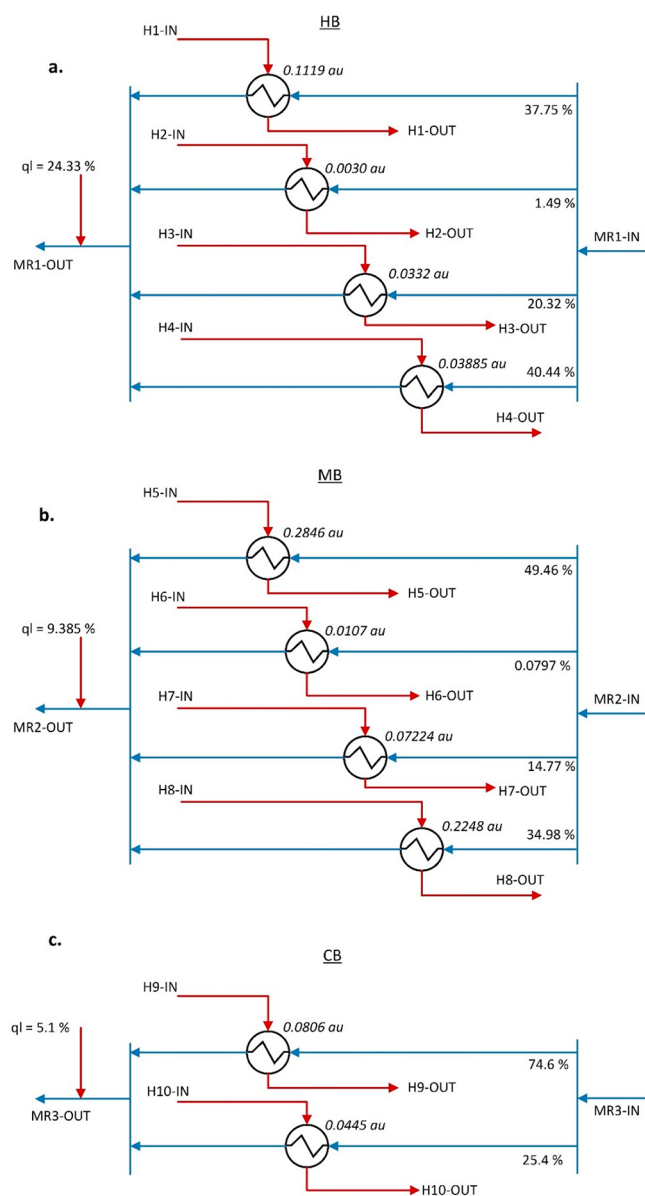 HB
H1-IN
a.
0.1119 au
37.75 %
H1-OUT
H2-IN
ql = 24.33 %
0.0030 au
1.49 %
H2-OUT
H3-IN
MR1-IN
MR1-OUT
0.0332 au
20.32 %
H3-OUT
H4-IN
0.03885 au
40.44 %
H4-OUT
MB
H5-IN
b.
0.2846 au
49.46 %
H5-OUT
H6-IN
ql = 9.385 %
0.0107 au
0.0797 %
H6-OUT
H7-IN
MR2-IN
MR2-OUT
0.07224 au
14.77 %
H7-OUT
H8-IN
0.2248 au
34.98 %
H8-OUT
c.
CB
H9-IN
ql = 5.1 %
0.0806 au
74.6 %
H9-OUT
H10-IN
MR3-IN
MR3-OUT
0.0445 au
25.4 %
H10-OUT